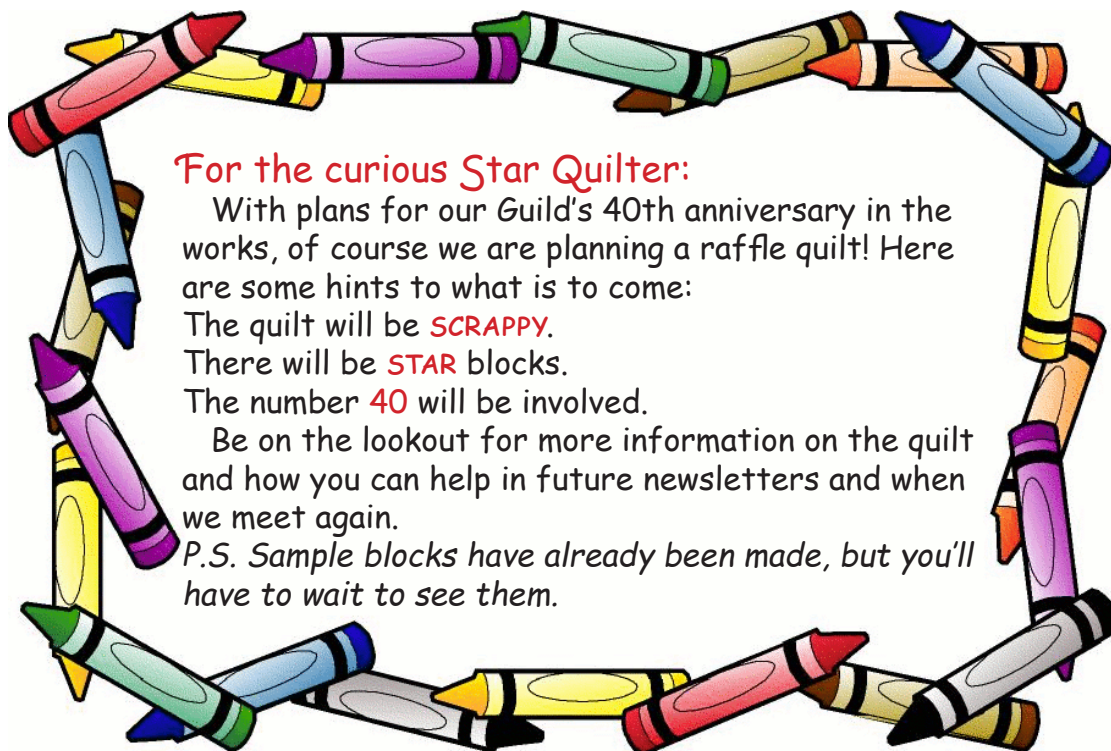 For the curious Star Quilter:
With plans for our Guild's 40th anniversary in the
works, of course we are planning a raffle quilt! Here
are some hints to what is to come:
The quilt will be SCRAPPY.
There will be STAR blocks.
The number 40 will be involved.
Be on the lookout for more information on the quilt
and how you can help in future newsletters and when
we meet again.
P.S. Sample blocks have already been made, but you'll
have to wait to see them.